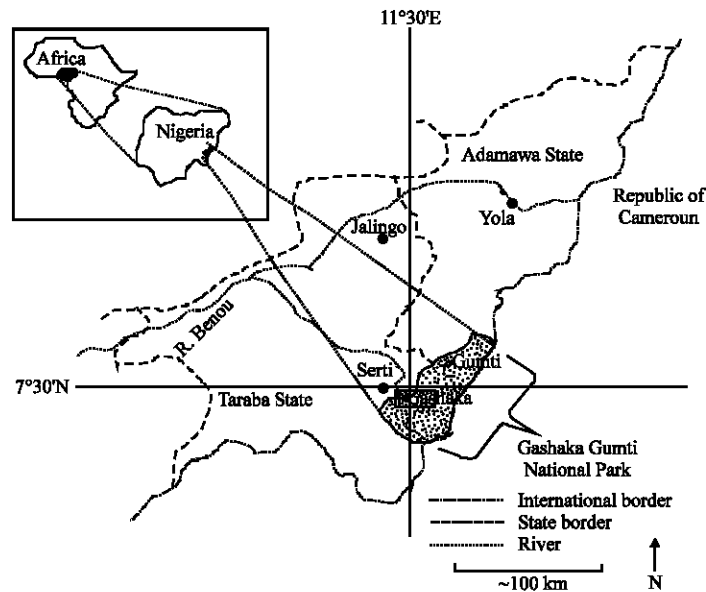 11°30'E
Africa
Nigeria
Adamawa State
Republic of
Cameroun
Yola
Jalingo
R. Benou
Gumti
Serti
7°30'N
Gashaka
Taraba State
Gashaka Gumti
National Park
International border
State border
River
~100 km
N